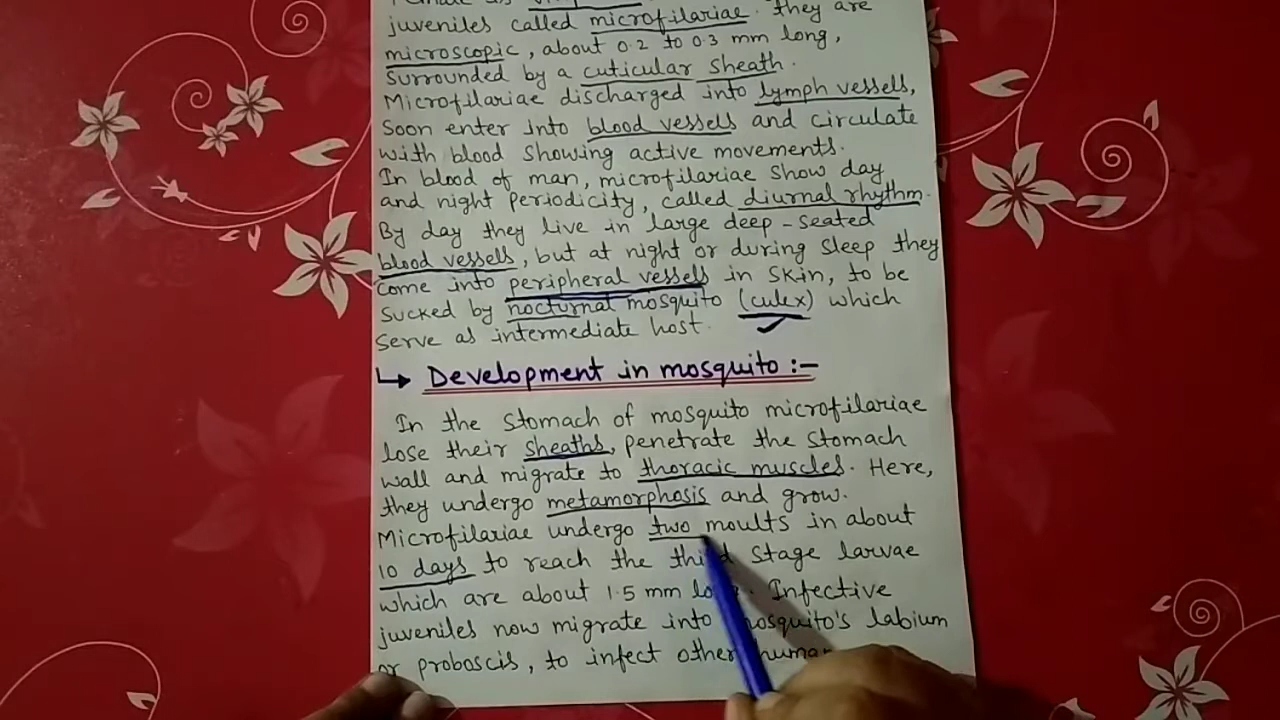 juveniles called microfilariae. They are
microscopic, about 0.2 to 0.3 mm long,
surrounded by a cuticular sheath.
Microfilariae discharged into lymph vessels,
soon enter into blood vessels and circulate
with blood showing active movements.
In blood of man, microfilariae show day
and night periodicity, called diurnal rhythm.
By day they live in large deep-seated
blood vessels, but at night or during sleep they
come into peripheral vessels in skin, to be
sucked by nocturnal mosquito (culex) which
serve as intermediate host.
↳ Development in mosquito :-
In the stomach of mosquito microfilariae
lose their sheaths, penetrate the stomach
wall and migrate to thoracic muscles. Here,
they undergo metamorphosis and grow.
Microfilariae undergo two moults in about
10 days to reach the third stage larvae
which are about 1.5 mm long. Infective
juveniles now migrate into mosquito's labium
or proboscis, to infect other